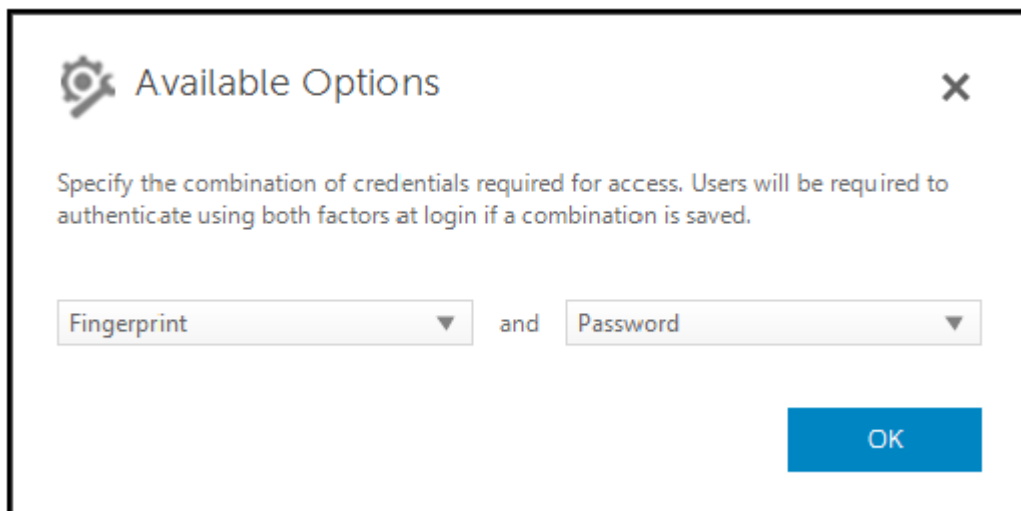 Available Options
Specify the combination of credentials required for access. Users will be required to
authenticate using both factors at login if a combination is saved.
Fingerprint and Password
OK